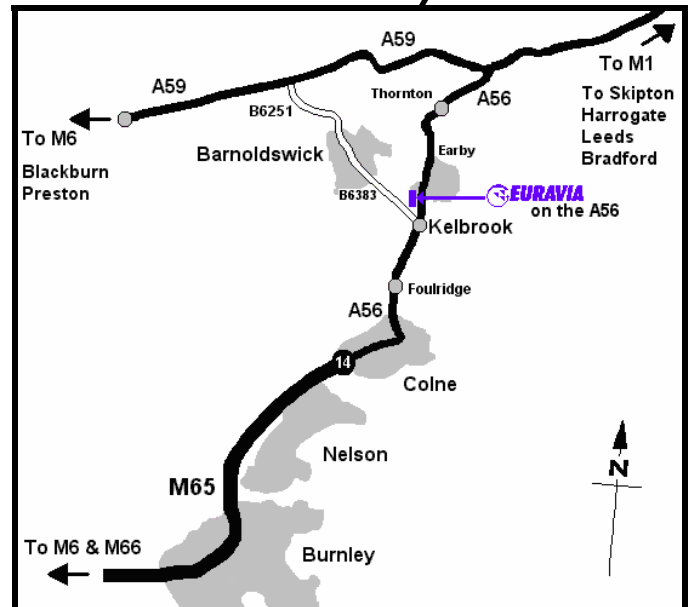 A59
A59
To M1
To Skipton
Harrogate
Leeds
Bradford
Thornton
A56
B6251
To M6
Blackburn
Preston
Barnoldswick
Earby
B6383
EURAVIA
on the A56
Kelbrook
Foulridge
A56
14
Colne
Nelson
M65
N
To M6 & M66
Burnley